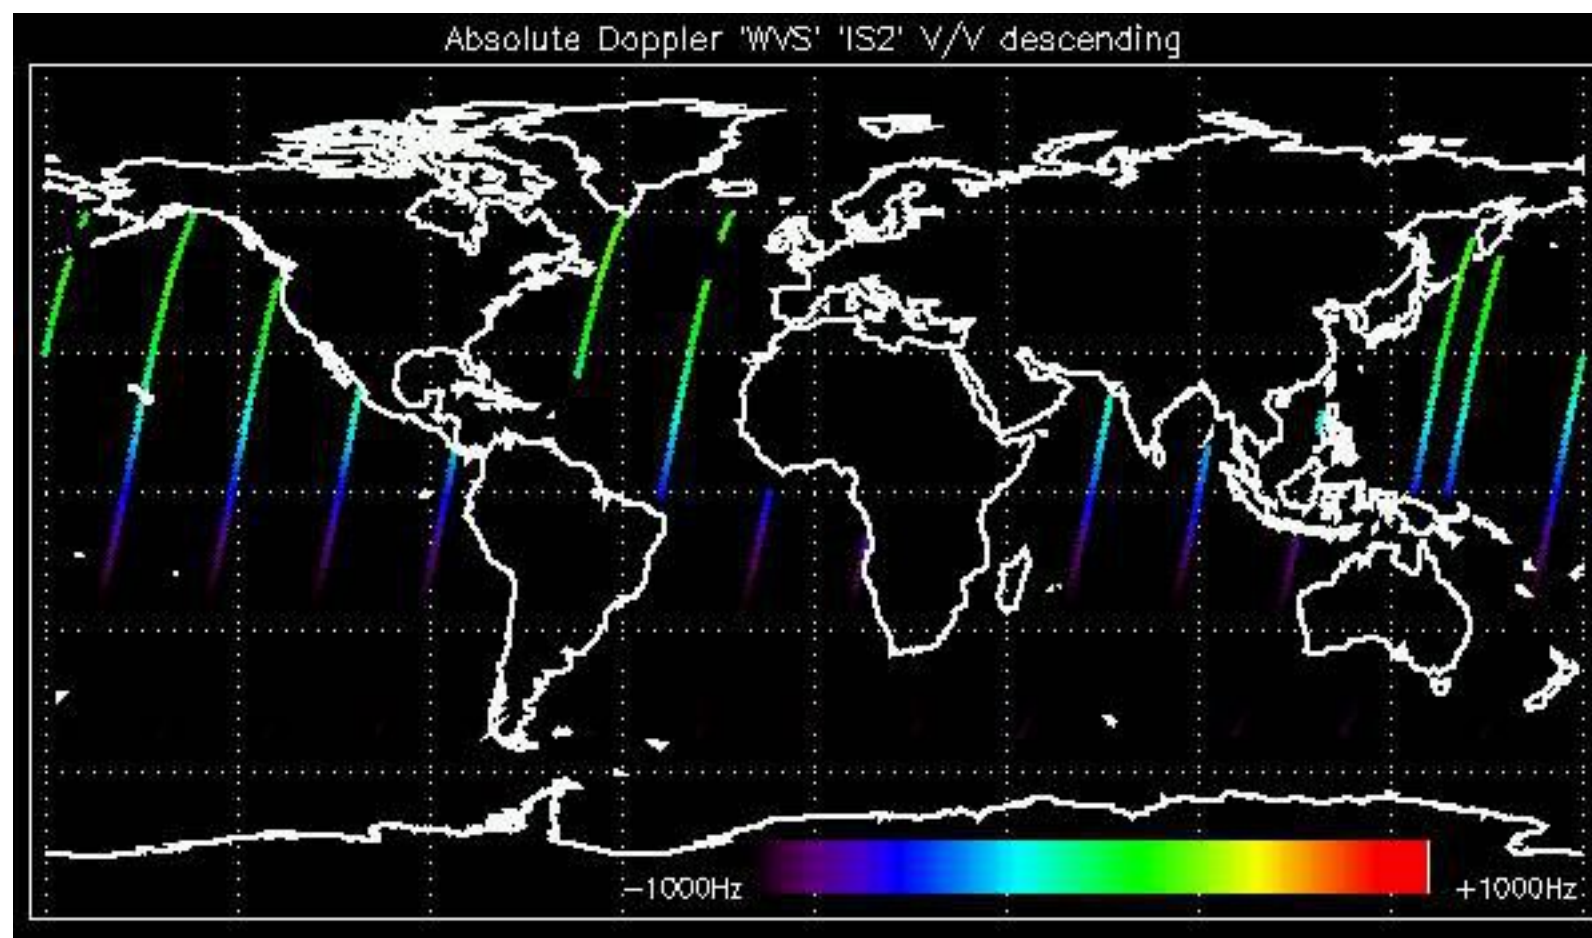 Absolute Doppler 'WVS' 'IS2' V/V descending
-1000Hz
+1000Hz